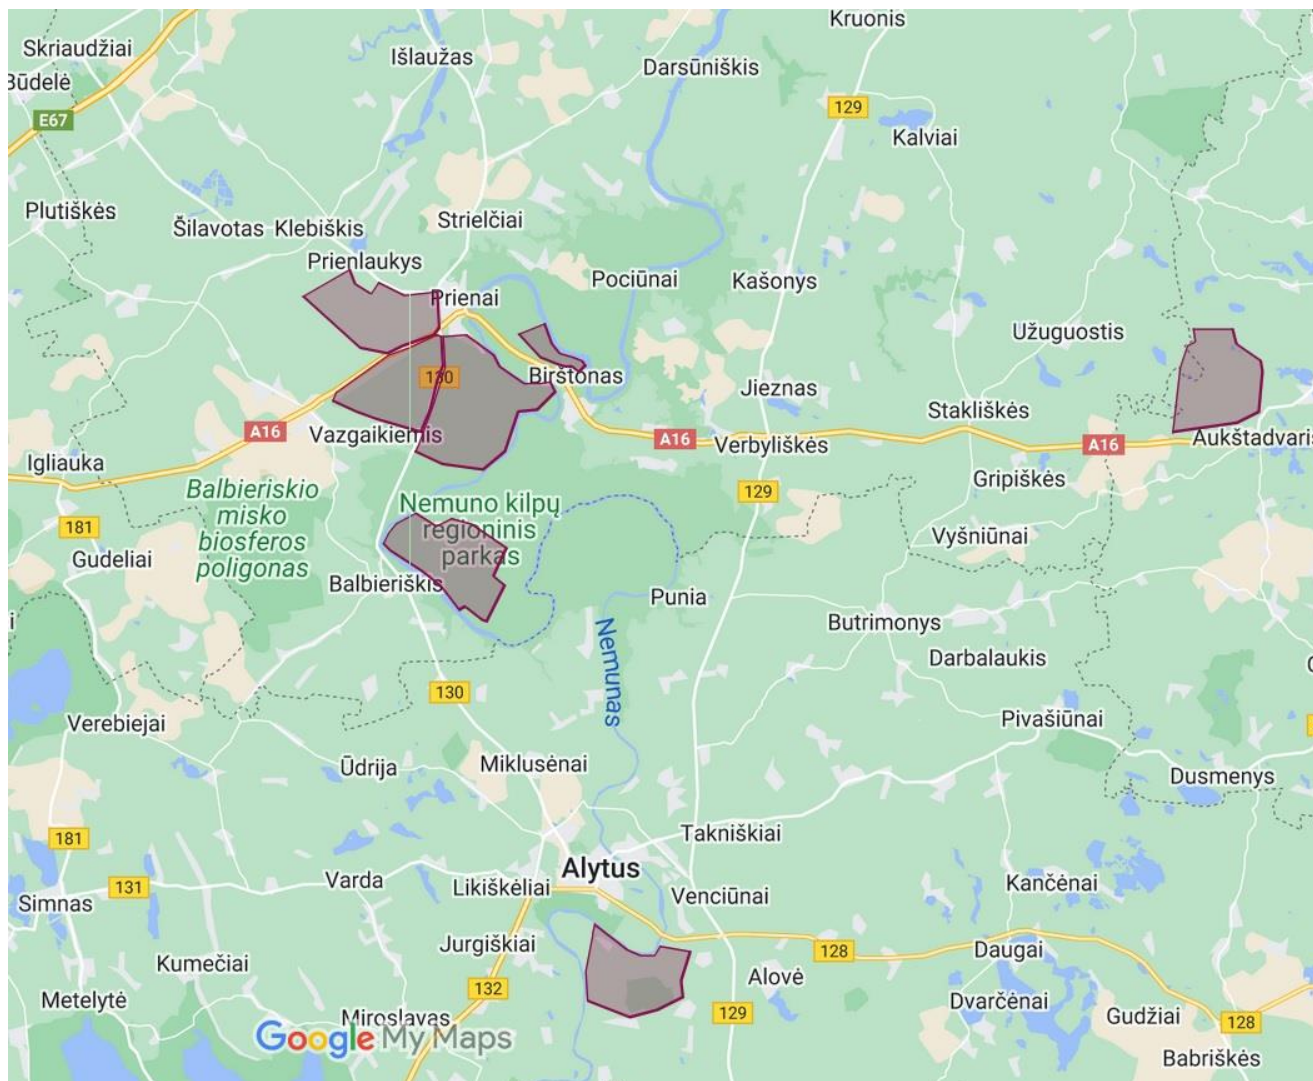 Kruonis
Skriaudžiai
Išlaužas
Darsūniškis
Būdelė
129
E67
Kalviai
Plutiškės
Strielčiai
Šilavotas
Klebiškis
Prienlaukys
Pociūnai
Kašonys
Prienai
Užuguostis
130
Birštonas
Jieznas
Stakliškės
A16
Vazgaikiemis
A16
Verbyliškės
A16
Aukštadvaris
Igliauka
Gripiškės
Balbieriskio
misko
biosferos
poligonas
Nemuno kilpų
regioninis
parkas
129
181
Vyšniūnai
Gudeliai
Balbieriškis
Punia
Butrimonys
Nemunas
Darbalaukis
130
Verebiejai
Pivašiūnai
Ūdrija
Miklusėnai
Dusmenys
181
Takniškiai
Alytus
131
Varda
Likiškėliai
Venciūnai
Kančėnai
Simnas
Jurgiškiai
128
Daugai
Kumečiai
Alovė
132
Metelytė
Miroslavas
129
Dvarčėnai
Gudžiai
128
Google My Maps
Babriškės